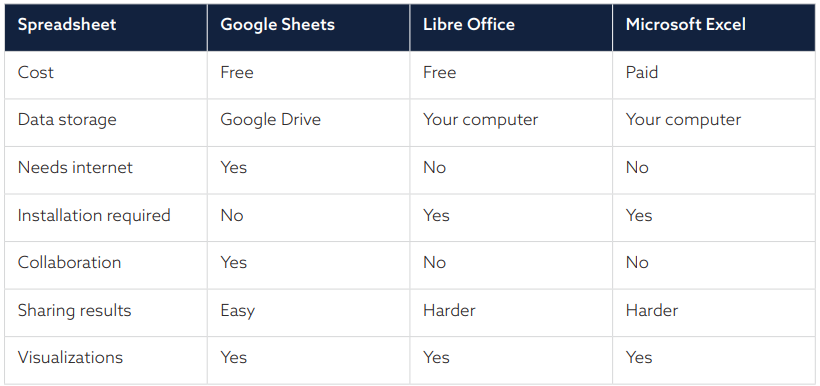 Spreadsheet Google Sheets Libre Office Microsoft Excel
Cost Free Free Paid
Data storage Google Drive Your computer Your computer
Needs internet Yes No No
Installation required No Yes Yes
Collaboration Yes No No
Sharing results Easy Harder Harder
Visualizations Yes Yes Yes